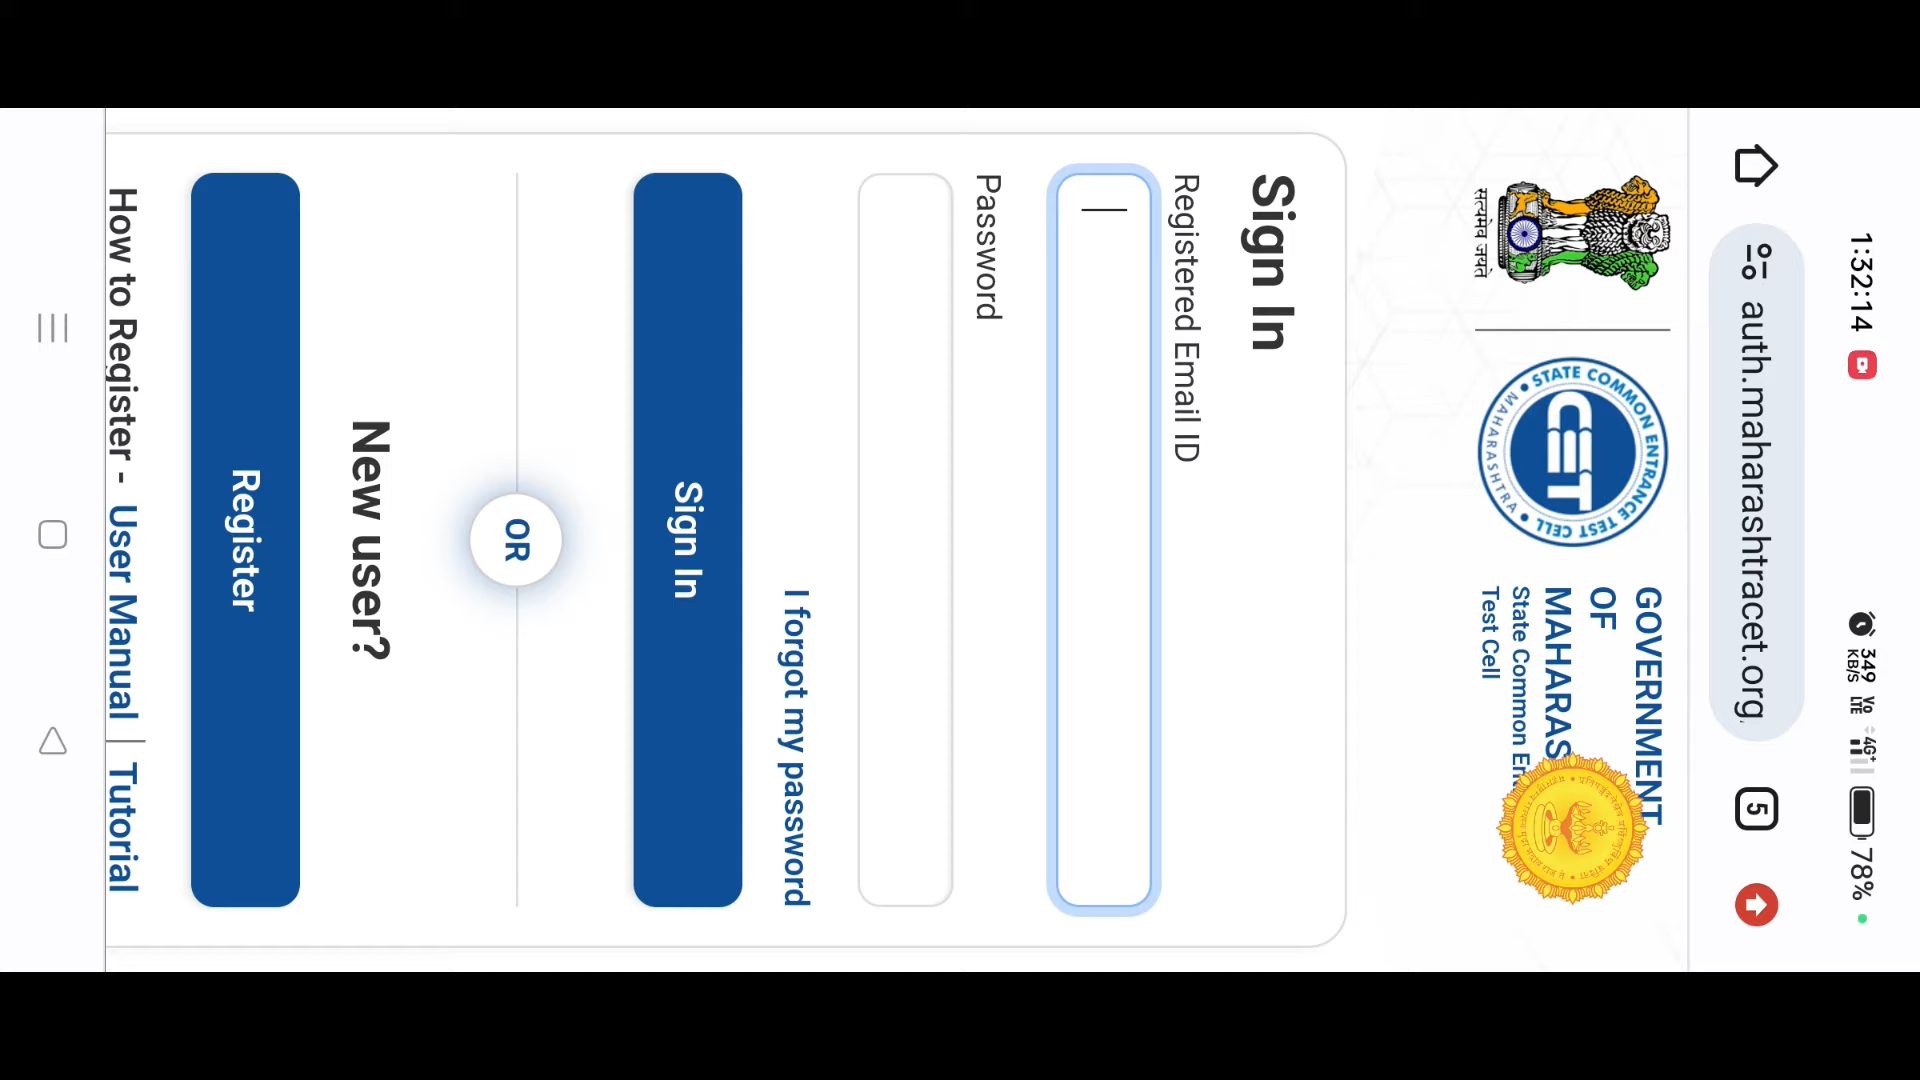 1:32:14
349
KB/S
Vo
LTE
4G+
78%
auth.maharashtracet.org
5
सत्यमेव जयते
STATE COMMON ENTRANCE TEST CELL
MAHARASHTRA
CET
GOVERNMENT
OF
MAHARAS
State Common En
Test Cell
Sign In
Registered Email ID
Password
I forgot my password
Sign In
OR
New user?
Register
How to Register - User Manual | Tutorial